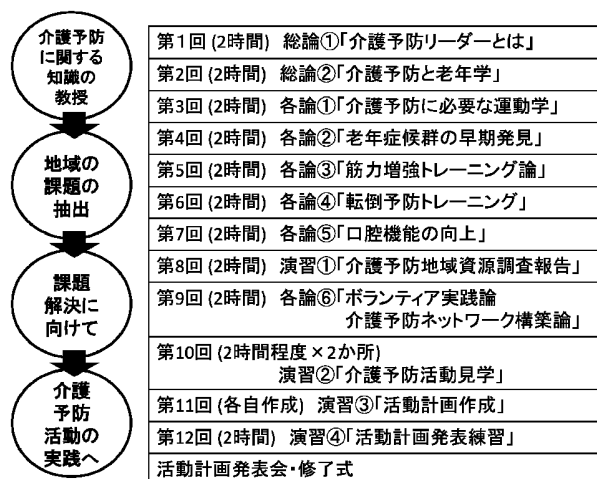 介護予防
に関する
知識の
教授
地域の
課題の
抽出
課題
解決に
向けて
介護
予防
活動の
実践へ
第1回 (2時間) 総論①「介護予防リーダーとは」
第2回 (2時間) 総論②「介護予防と老年学」
第3回 (2時間) 各論①「介護予防に必要な運動学」
第4回 (2時間) 各論②「老年症候群の早期発見」
第5回 (2時間) 各論③「筋力増強トレーニング論」
第6回 (2時間) 各論④「転倒予防トレーニング」
第7回 (2時間) 各論⑤「口腔機能の向上」
第8回 (2時間) 演習①「介護予防地域資源調査報告」
第9回 (2時間) 各論⑥「ボランティア実践論
介護予防ネットワーク構築論」
第10回 (2時間程度×2か所)
演習②「介護予防活動見学」
第11回 (各自作成) 演習③「活動計画作成」
第12回 (2時間) 演習④「活動計画発表練習」
活動計画発表会・修了式